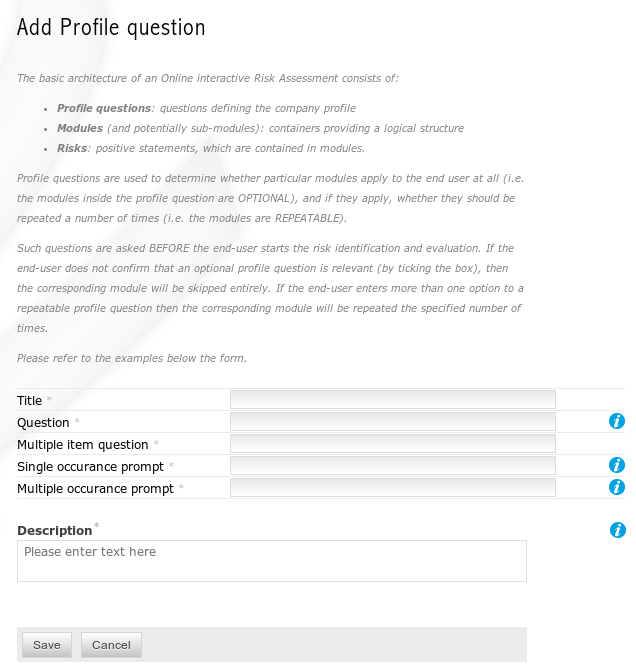 Add Profile question
The basic architecture of an Online interactive Risk Assessment consists of:
• Profile questions: questions defining the company profile
• Modules (and potentially sub-modules): containers providing a logical structure
• Risks: positive statements, which are contained in modules.
Profile questions are used to determine whether particular modules apply to the end user at all (i.e.
the modules inside the profile question are OPTIONAL), and if they apply, whether they should be
repeated a number of times (i.e. the modules are REPEATABLE).
Such questions are asked BEFORE the end-user starts the risk identification and evaluation. If the
end-user does not confirm that an optional profile question is relevant (by ticking the box), then
the corresponding module will be skipped entirely. If the end-user enters more than one option to a
repeatable profile question then the corresponding module will be repeated the specified number of
times.
Please refer to the examples below the form.
Title *
Question * i
Multiple item question *
Single occurance prompt * i
Multiple occurance prompt * i
Description * i
Please enter text here
Save Cancel